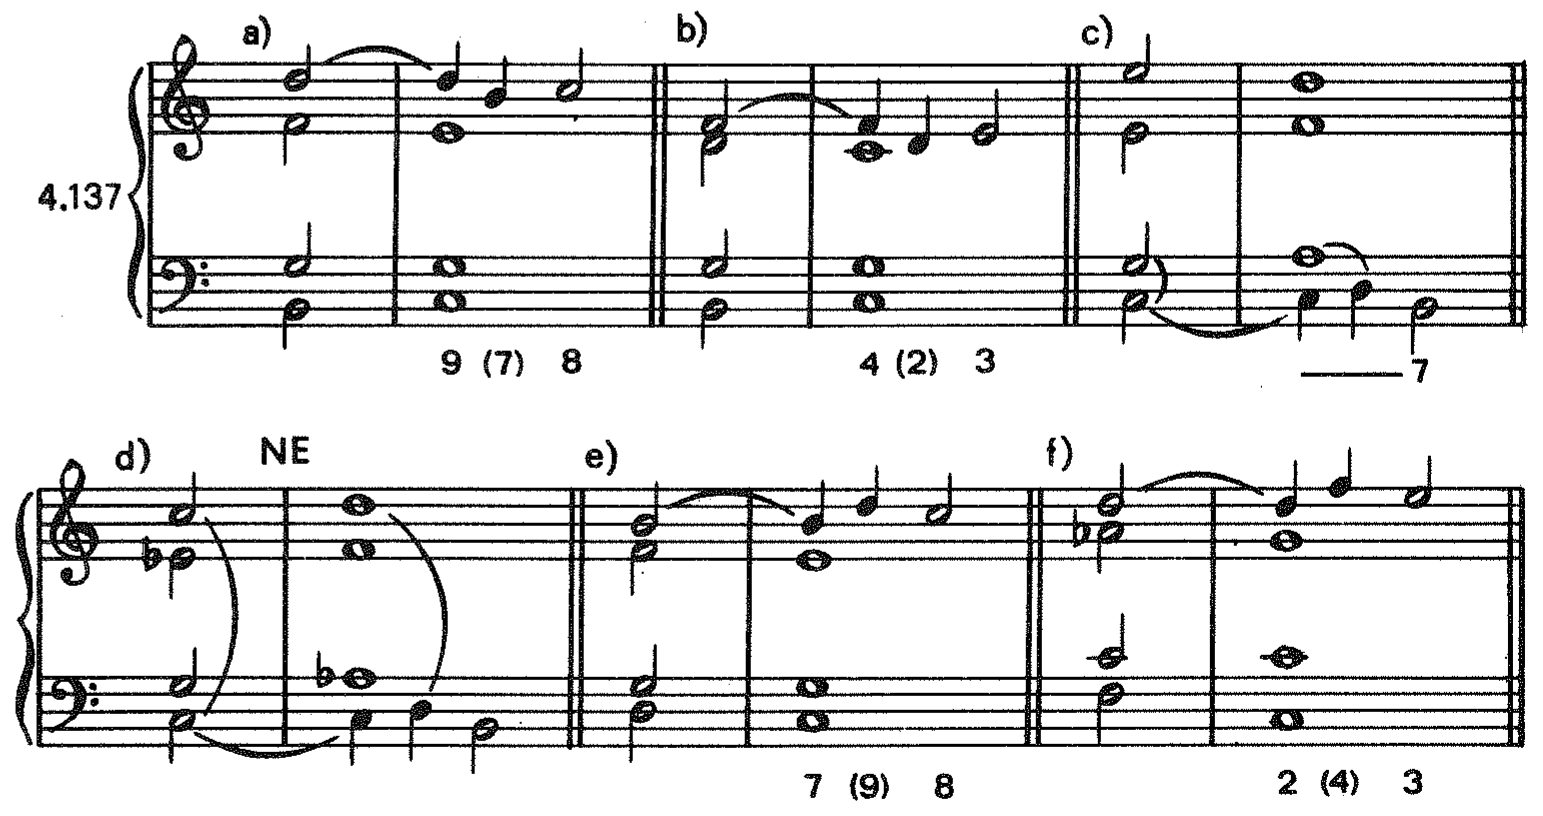 a) b) c)
4.137
9 (7) 8 4 (2) 3 7
d) NE e) f)
7 (9) 8 2 (4) 3